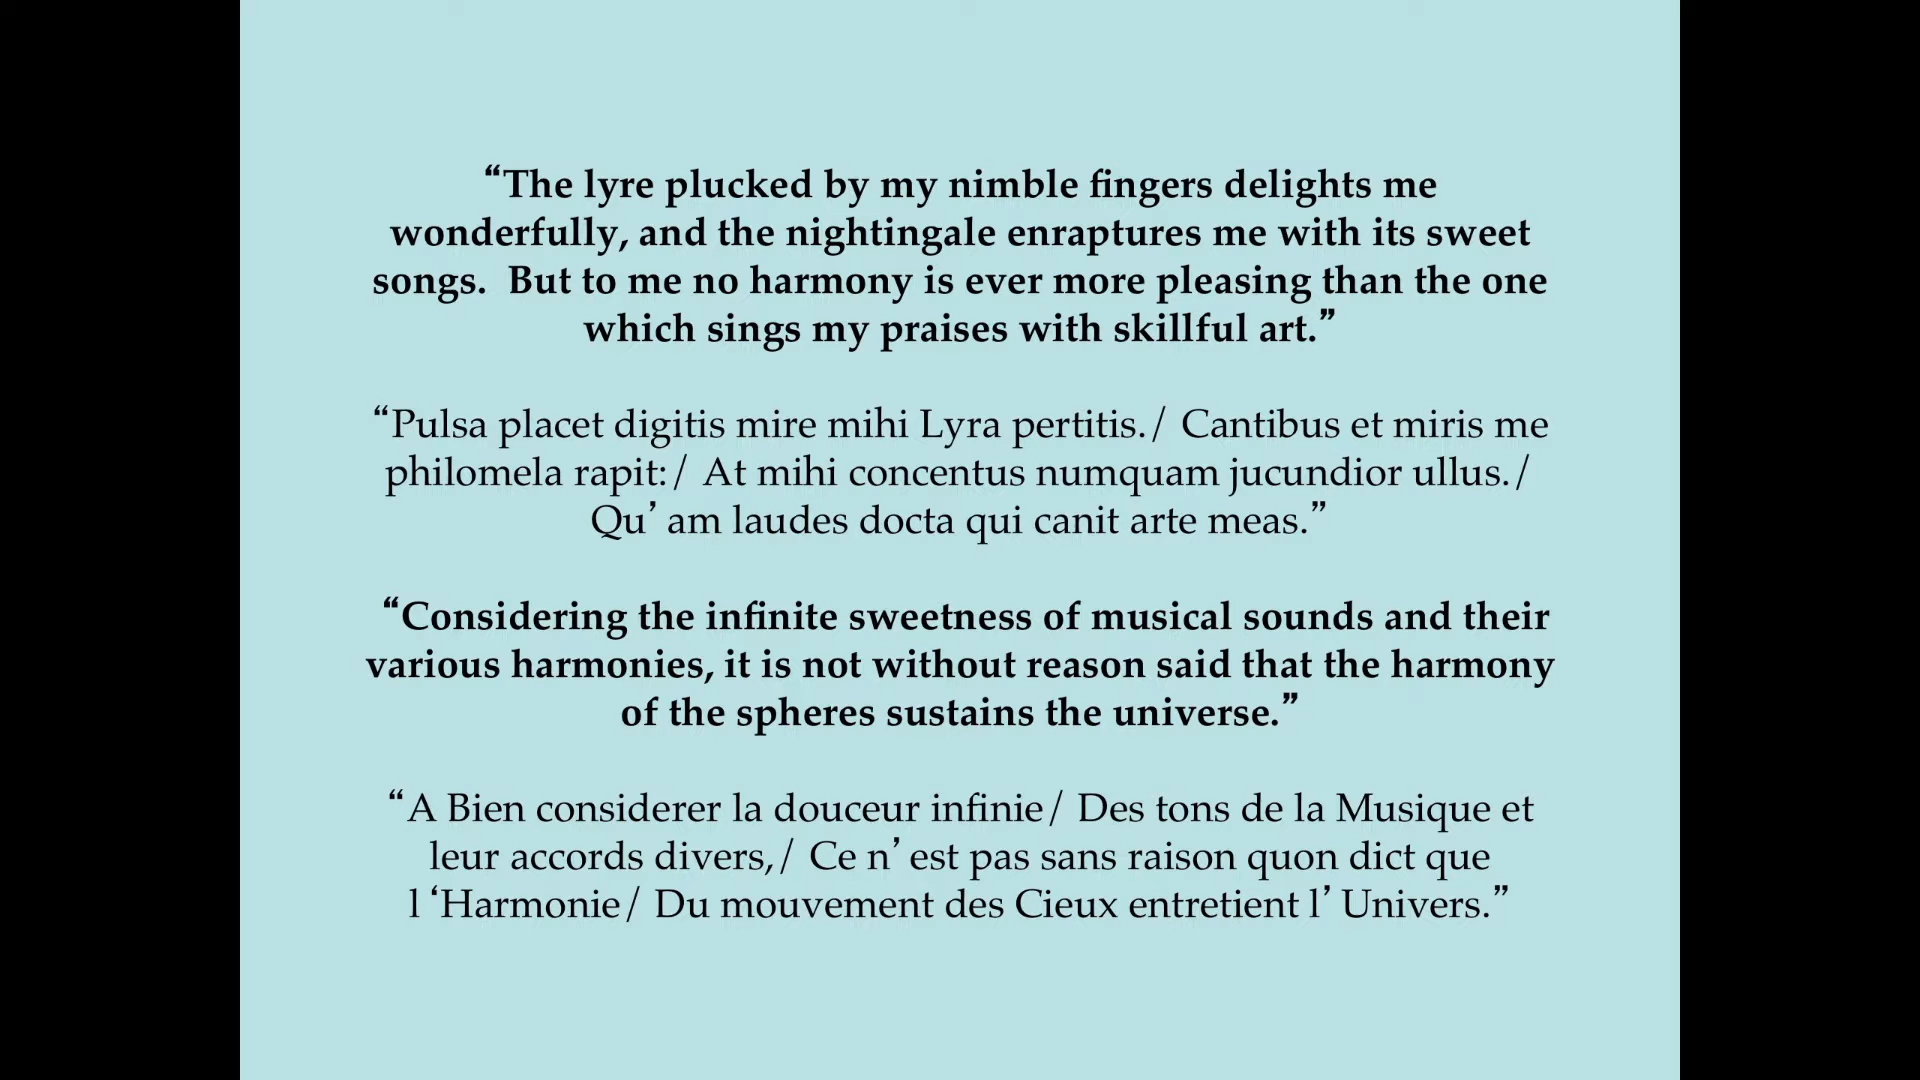 “The lyre plucked by my nimble fingers delights me
wonderfully, and the nightingale enraptures me with its sweet
songs.  But to me no harmony is ever more pleasing than the one
which sings my praises with skillful art.”
“Pulsa placet digitis mire mihi Lyra pertitis./ Cantibus et miris me
philomela rapit:/ At mihi concentus numquam jucundior ullus./
Qu’am laudes docta qui canit arte meas.”
“Considering the infinite sweetness of musical sounds and their
various harmonies, it is not without reason said that the harmony
of the spheres sustains the universe.”
“A Bien considerer la douceur infinie/ Des tons de la Musique et
leur accords divers,/ Ce n’est pas sans raison quon dict que
l‘Harmonie/ Du mouvement des Cieux entretient l’Univers.”